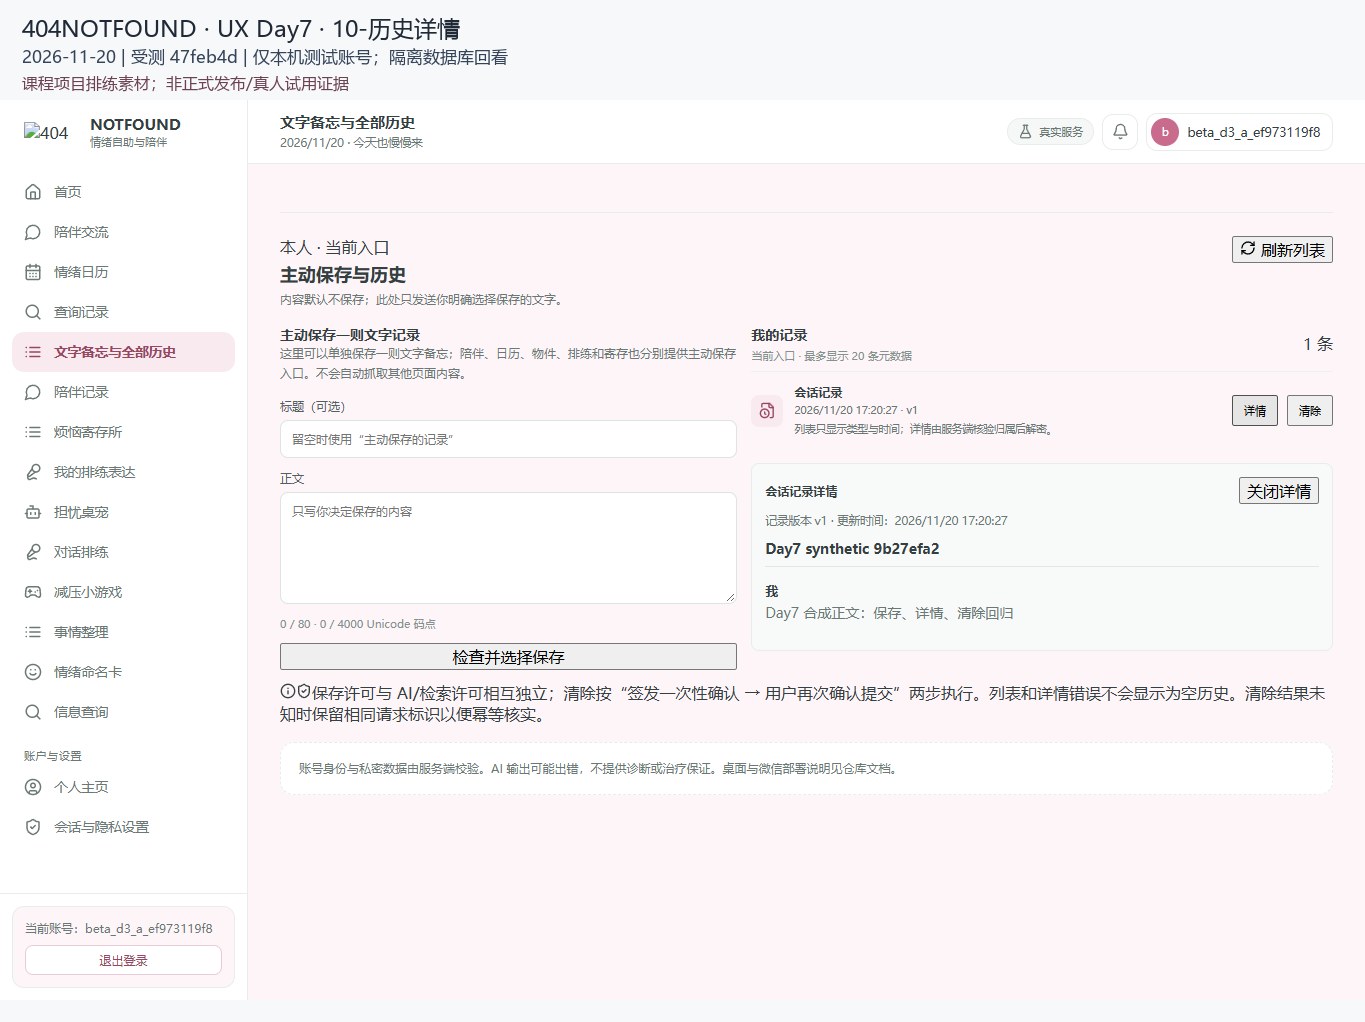 404NOTFOUND · UX Day7 · 10-历史详情
2026-11-20 | 受测 47feb4d | 仅本机测试账号；隔离数据库回看
课程项目排练素材；非正式发布/真人试用证据
404
NOTFOUND
情绪自助与陪伴
首页
陪伴交流
情绪日历
查询记录
文字备忘与全部历史
陪伴记录
烦恼寄存所
我的排练表达
担忧桌宠
对话排练
减压小游戏
事情整理
情绪命名卡
信息查询
账户与设置
个人主页
会话与隐私设置
当前账号：beta_d3_a_ef973119f8
退出登录
文字备忘与全部历史
2026/11/20 · 今天也慢慢来
真实服务
b
beta_d3_a_ef973119f8
本人 · 当前入口
主动保存与历史
内容默认不保存；此处只发送你明确选择保存的文字。
刷新列表
主动保存一则文字记录
这里可以单独保存一则文字备忘；陪伴、日历、物件、排练和寄存也分别提供主动保存
入口。不会自动抓取其他页面内容。
标题（可选）
留空时使用“主动保存的记录”
正文
只写你决定保存的内容
0 / 80 · 0 / 4000 Unicode 码点
检查并选择保存
我的记录
当前入口 · 最多显示 20 条元数据
1 条
会话记录
2026/11/20 17:20:27 · v1
列表只显示类型与时间；详情由服务端核验归属后解密。
详情
清除
会话记录详情
关闭详情
记录版本 v1 · 更新时间：2026/11/20 17:20:27
Day7 synthetic 9b27efa2
我
Day7 合成正文：保存、详情、清除回归
保存许可与 AI/检索许可相互独立；清除按“签发一次性确认 → 用户再次确认提交”两步执行。列表和详情错误不会显示为空历史。清除结果未
知时保留相同请求标识以便幂等核实。
账号身份与私密数据由服务端校验。AI 输出可能出错，不提供诊断或治疗保证。桌面与微信部署说明见仓库文档。